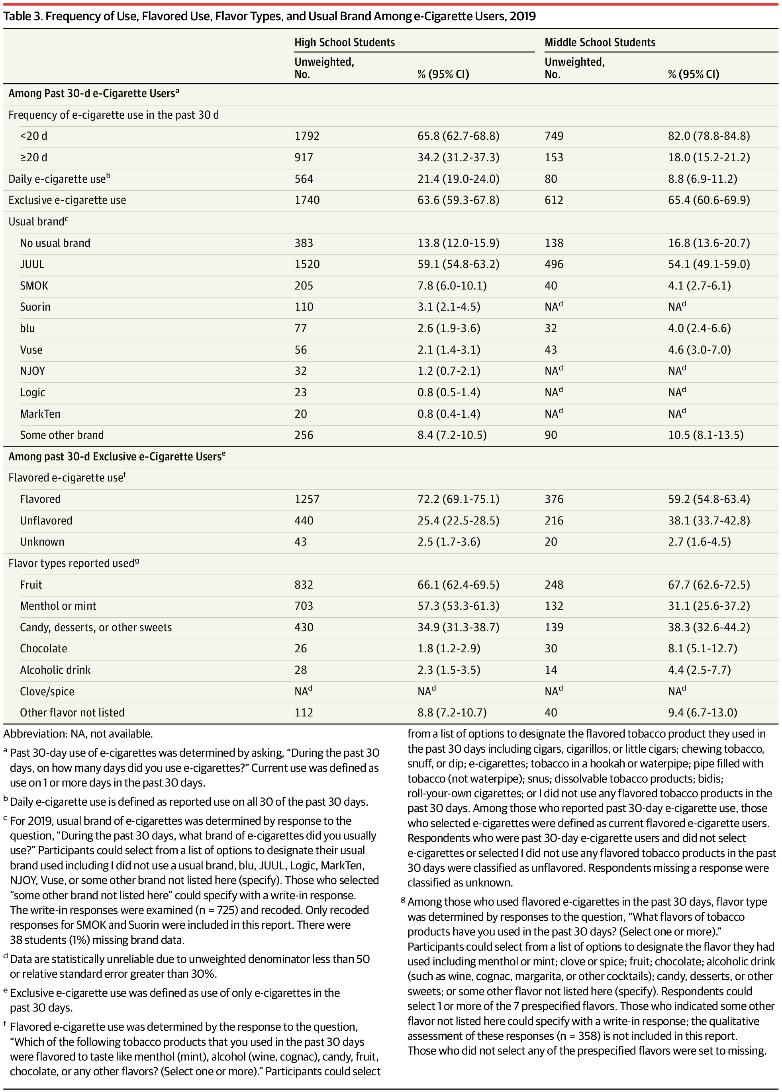 Table 3. Frequency of Use, Flavored Use, Flavor Types, and Usual Brand Among e-Cigarette Users, 2019
High School Students Middle School Students
Unweighted, No. % (95% CI) Unweighted, No. % (95% CI)
Among Past 30-d e-Cigarette Usersa
Frequency of e-cigarette use in the past 30 d
<20 d 1792 65.8 (62.7-68.8) 749 82.0 (78.8-84.8)
≥20 d 917 34.2 (31.2-37.3) 153 18.0 (15.2-21.2)
Daily e-cigarette useb 564 21.4 (19.0-24.0) 80 8.8 (6.9-11.2)
Exclusive e-cigarette use 1740 63.6 (59.3-67.8) 612 65.4 (60.6-69.9)
Usual brandc
No usual brand 383 13.8 (12.0-15.9) 138 16.8 (13.6-20.7)
JUUL 1520 59.1 (54.8-63.2) 496 54.1 (49.1-59.0)
SMOK 205 7.8 (6.0-10.1) 40 4.1 (2.7-6.1)
Suorin 110 3.1 (2.1-4.5) NAd NAd
blu 77 2.6 (1.9-3.6) 32 4.0 (2.4-6.6)
Vuse 56 2.1 (1.4-3.1) 43 4.6 (3.0-7.0)
NJOY 32 1.2 (0.7-2.1) NAd NAd
Logic 23 0.8 (0.5-1.4) NAd NAd
MarkTen 20 0.8 (0.4-1.4) NAd NAd
Some other brand 256 8.4 (7.2-10.5) 90 10.5 (8.1-13.5)
Among past 30-d Exclusive e-Cigarette Userse
Flavored e-cigarette usef
Flavored 1257 72.2 (69.1-75.1) 376 59.2 (54.8-63.4)
Unflavored 440 25.4 (22.5-28.5) 216 38.1 (33.7-42.8)
Unknown 43 2.5 (1.7-3.6) 20 2.7 (1.6-4.5)
Flavor types reported usedg
Fruit 832 66.1 (62.4-69.5) 248 67.7 (62.6-72.5)
Menthol or mint 703 57.3 (53.3-61.3) 132 31.1 (25.6-37.2)
Candy, desserts, or other sweets 430 34.9 (31.3-38.7) 139 38.3 (32.6-44.2)
Chocolate 26 1.8 (1.2-2.9) 30 8.1 (5.1-12.7)
Alcoholic drink 28 2.3 (1.5-3.5) 14 4.4 (2.5-7.7)
Clove/spice NAd NAd NAd NAd
Other flavor not listed 112 8.8 (7.2-10.7) 40 9.4 (6.7-13.0)
Abbreviation: NA, not available.
a Past 30-day use of e-cigarettes was determined by asking, "During the past 30
days, on how many days did you use e-cigarettes?" Current use was defined as
use on 1 or more days in the past 30 days.
b Daily e-cigarette use is defined as reported use on all 30 of the past 30 days.
c For 2019, usual brand of e-cigarettes was determined by response to the
question, "During the past 30 days, what brand of e-cigarettes did you usually
use?" Participants could select from a list of options to designate their usual
brand used including I did not use a usual brand, blu, JUUL, Logic, MarkTen,
NJOY, Vuse, or some other brand not listed here (specify). Those who selected
"some other brand not listed here" could specify with a write-in response.
The write-in responses were examined (n = 725) and recoded. Only recoded
responses for SMOK and Suorin were included in this report. There were
38 students (1%) missing brand data.
d Data are statistically unreliable due to unweighted denominator less than 50
or relative standard error greater than 30%.
e Exclusive e-cigarette use was defined as use of only e-cigarettes in the
past 30 days.
f Flavored e-cigarette use was determined by the response to the question,
"Which of the following tobacco products that you used in the past 30 days
were flavored to taste like menthol (mint), alcohol (wine, cognac), candy, fruit,
chocolate, or any other flavors? (Select one or more)." Participants could select
from a list of options to designate the flavored tobacco product they used in
the past 30 days including cigars, cigarillos, or little cigars; chewing tobacco,
snuff, or dip; e-cigarettes; tobacco in a hookah or waterpipe; pipe filled with
tobacco (not waterpipe); snus; dissolvable tobacco products; bidis;
roll-your-own cigarettes; or I did not use any flavored tobacco products in the
past 30 days. Among those who reported past 30-day e-cigarette use, those
who selected e-cigarettes were defined as current flavored e-cigarette users.
Respondents who were past 30-day e-cigarette users and did not select
e-cigarettes or selected I did not use any flavored tobacco products in the past
30 days were classified as unflavored. Respondents missing a response were
classified as unknown.
g Among those who used flavored e-cigarettes in the past 30 days, flavor type
was determined by responses to the question, "What flavors of tobacco
products have you used in the past 30 days? (Select one or more)."
Participants could select from a list of options to designate the flavor they had
used including menthol or mint; clove or spice; fruit; chocolate; alcoholic drink
(such as wine, cognac, margarita, or other cocktails); candy, desserts, or other
sweets; or some other flavor not listed here (specify). Respondents could
select 1 or more of the 7 prespecified flavors. Those who indicated some other
flavor not listed here could specify with a write-in response; the qualitative
assessment of these responses (n = 358) is not included in this report.
Those who did not select any of the prespecified flavors were set to missing.